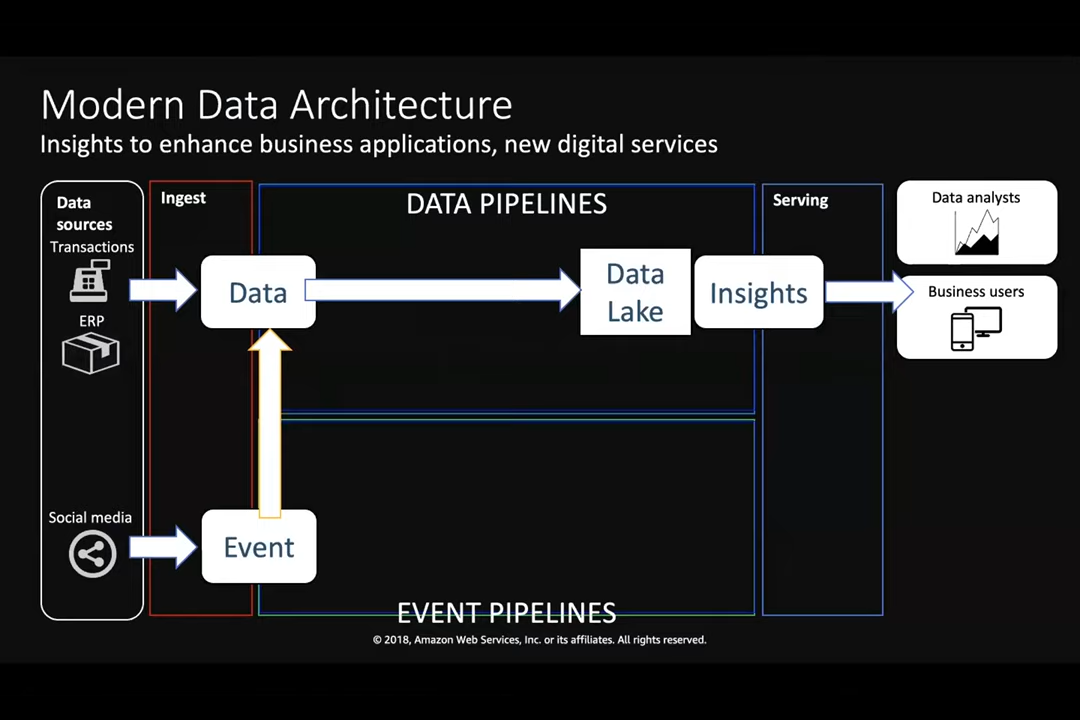 Modern Data Architecture
Insights to enhance business applications, new digital services
Data
sources
Transactions
ERP
Social media
Ingest
DATA PIPELINES
Data
Data
Lake
Insights
Event
EVENT PIPELINES
Serving
Data analysts
Business users
© 2018, Amazon Web Services, Inc. or its affiliates. All rights reserved.